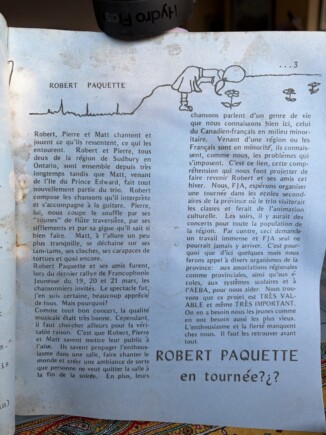 Hydro Fla
...3
ROBERT PAQUETTE
Robert, Pierre et Matt chantent et
jouent ce qu'ils ressentent, ce qui les
entourent. Robert et Pierre, tous
deux de la région de Sudbury en
Ontario, sont ensemble depuis très
longtemps tandis que Matt, venant
de l'Ile du Prince Edward, fait tout
nouvellement partie du trio. Robert
compose les chansons qu'il interprète et
s'accompagne à la guitare. Pierre,
lui, nous coupe le souffle par ses
"tounes" de flûte traversière, par ses
sifflements et par sa gigue qu'il sait si
bien faire. Matt, à l'allure un peu
plus tranquille, se déchaîne sur ses
tam-tams, ses cloches, ses carapaces de
tortues et quoi encore.
Robert Paquette et ses amis furent,
lors du dernier rallye de Francophonie
Jeunesse du 19, 20 et 21 mars, les
chansonniers invités. Le spectacle fut,
j'en suis certaine, beaucoup apprécié
de tous. Mais pourquoi?
Comme tout bon concert, la qualité
musicale était très bonne. Cependant,
il faut chercher ailleurs pour la véri-
table raison. C'est que Robert, Pierre
et Matt savent mettre leur public à
l'aise. Ils savent propager l'enthous-
iasme dans une salle, faire chanter le
monde et créer une ambiance de sorte
que personne ne veut quitter la salle à
la fin de la soirée. En plus, leurs
chansons parlent d'un genre de vie
que nous connaissons bien ici, celui
du Canadien-français en milieu minor-
itaire. Venant d'une région ou les
Français sont en minorité, ils connais-
sent, comme nous, les problèmes qui
s'imposent. C'est ce lien, cette com-
préhension qui nous font projeter de
faire revenir Robert et ses amis cet
hiver. Nous, FJA, espérons organiser
une tournée dans les écoles second-
aires de la province où le trio visiterait
les classes et ferait de l'animation
culturelle. Les soirs, il y aurait des
concerts pour toute la population de
la région. Par contre, ceci demande
un travail immense et FJA seul ne
pourrait jamais y arriver. C'est pour-
quoi que d'ici quelques mois nous
ferons appel à divers organismes de la
province: aux associations régionales
comme provinciales, ainsi qu'aux é-
coles, aux systèmes scolaires et à
l'AEBA, pour nous aider. Nous trou-
vons que ce projet est TRÈS VAL-
ABLE et même TRÈS IMPORTANT.
On en a besoin nous les jeunes comme
en ont besoin aussi les plus vieux.
L'enthousiasme et la fierté manquent
chez nous. Il faut les retrouver avant
tout.
ROBERT PAQUETTE
en tournée?¿?